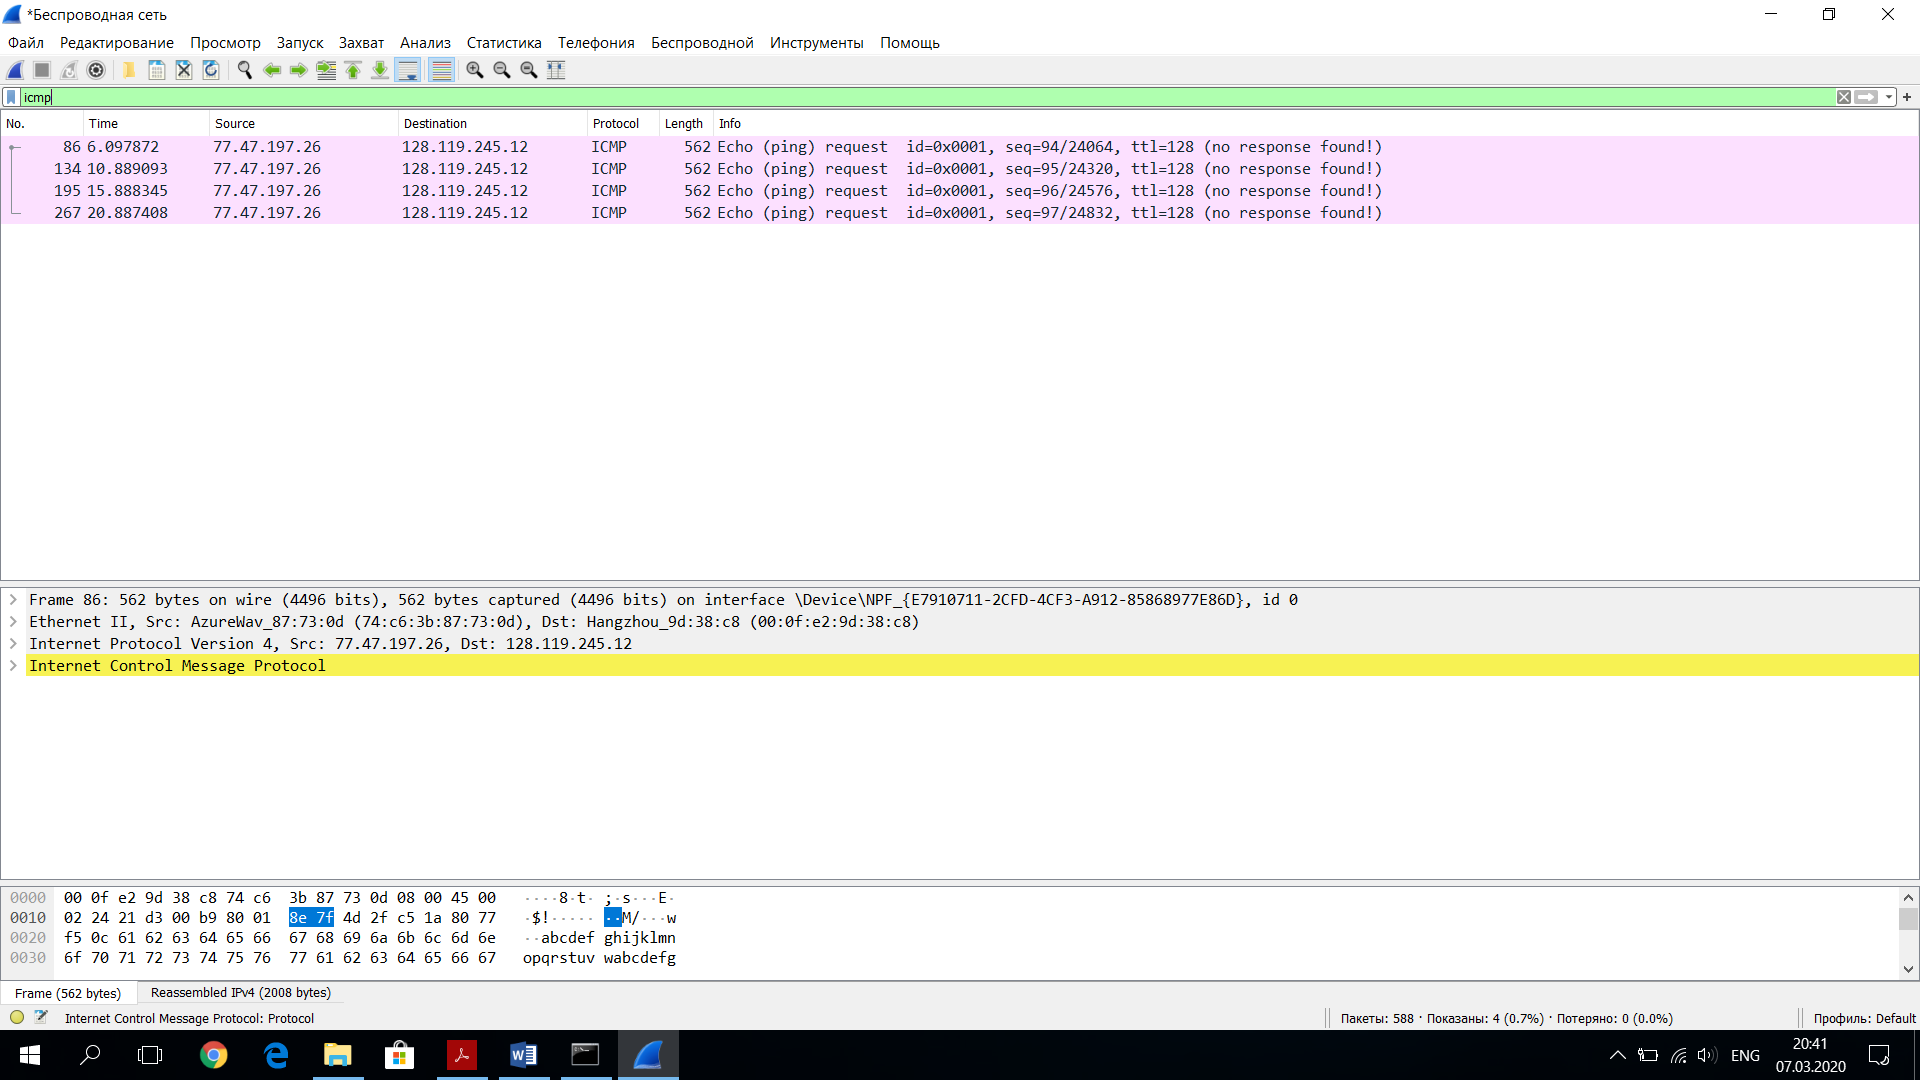 *Беспроводная сеть
Файл Редактирование Просмотр Запуск Захват Анализ Статистика Телефония Беспроводной Инструменты Помощь
icmp
No. Time Source Destination Protocol Length Info
86 6.097872 77.47.197.26 128.119.245.12 ICMP 562 Echo (ping) request id=0x0001, seq=94/24064, ttl=128 (no response found!)
134 10.889093 77.47.197.26 128.119.245.12 ICMP 562 Echo (ping) request id=0x0001, seq=95/24320, ttl=128 (no response found!)
195 15.888345 77.47.197.26 128.119.245.12 ICMP 562 Echo (ping) request id=0x0001, seq=96/24576, ttl=128 (no response found!)
267 20.887408 77.47.197.26 128.119.245.12 ICMP 562 Echo (ping) request id=0x0001, seq=97/24832, ttl=128 (no response found!)
Frame 86: 562 bytes on wire (4496 bits), 562 bytes captured (4496 bits) on interface \Device\NPF_{E7910711-2CFD-4CF3-A912-85868977E86D}, id 0
Ethernet II, Src: AzureWav_87:73:0d (74:c6:3b:87:73:0d), Dst: Hangzhou_9d:38:c8 (00:0f:e2:9d:38:c8)
Internet Protocol Version 4, Src: 77.47.197.26, Dst: 128.119.245.12
Internet Control Message Protocol
0000 00 0f e2 9d 38 c8 74 c6 3b 87 73 0d 08 00 45 00 ····8·t· ;·s···E·
0010 02 24 21 d3 00 b9 80 01 8e 7f 4d 2f c5 1a 80 77 ·$!····· ··M/···w
0020 f5 0c 61 62 63 64 65 66 67 68 69 6a 6b 6c 6d 6e ··abcdef ghijklmn
0030 6f 70 71 72 73 74 75 76 77 61 62 63 64 65 66 67 opqrstuv wabcdefg
Frame (562 bytes) Reassembled IPv4 (2008 bytes)
Internet Control Message Protocol: Protocol Пакеты: 588 · Показаны: 4 (0.7%) · Потеряно: 0 (0.0%) Профиль: Default
ENG 20:41
07.03.2020